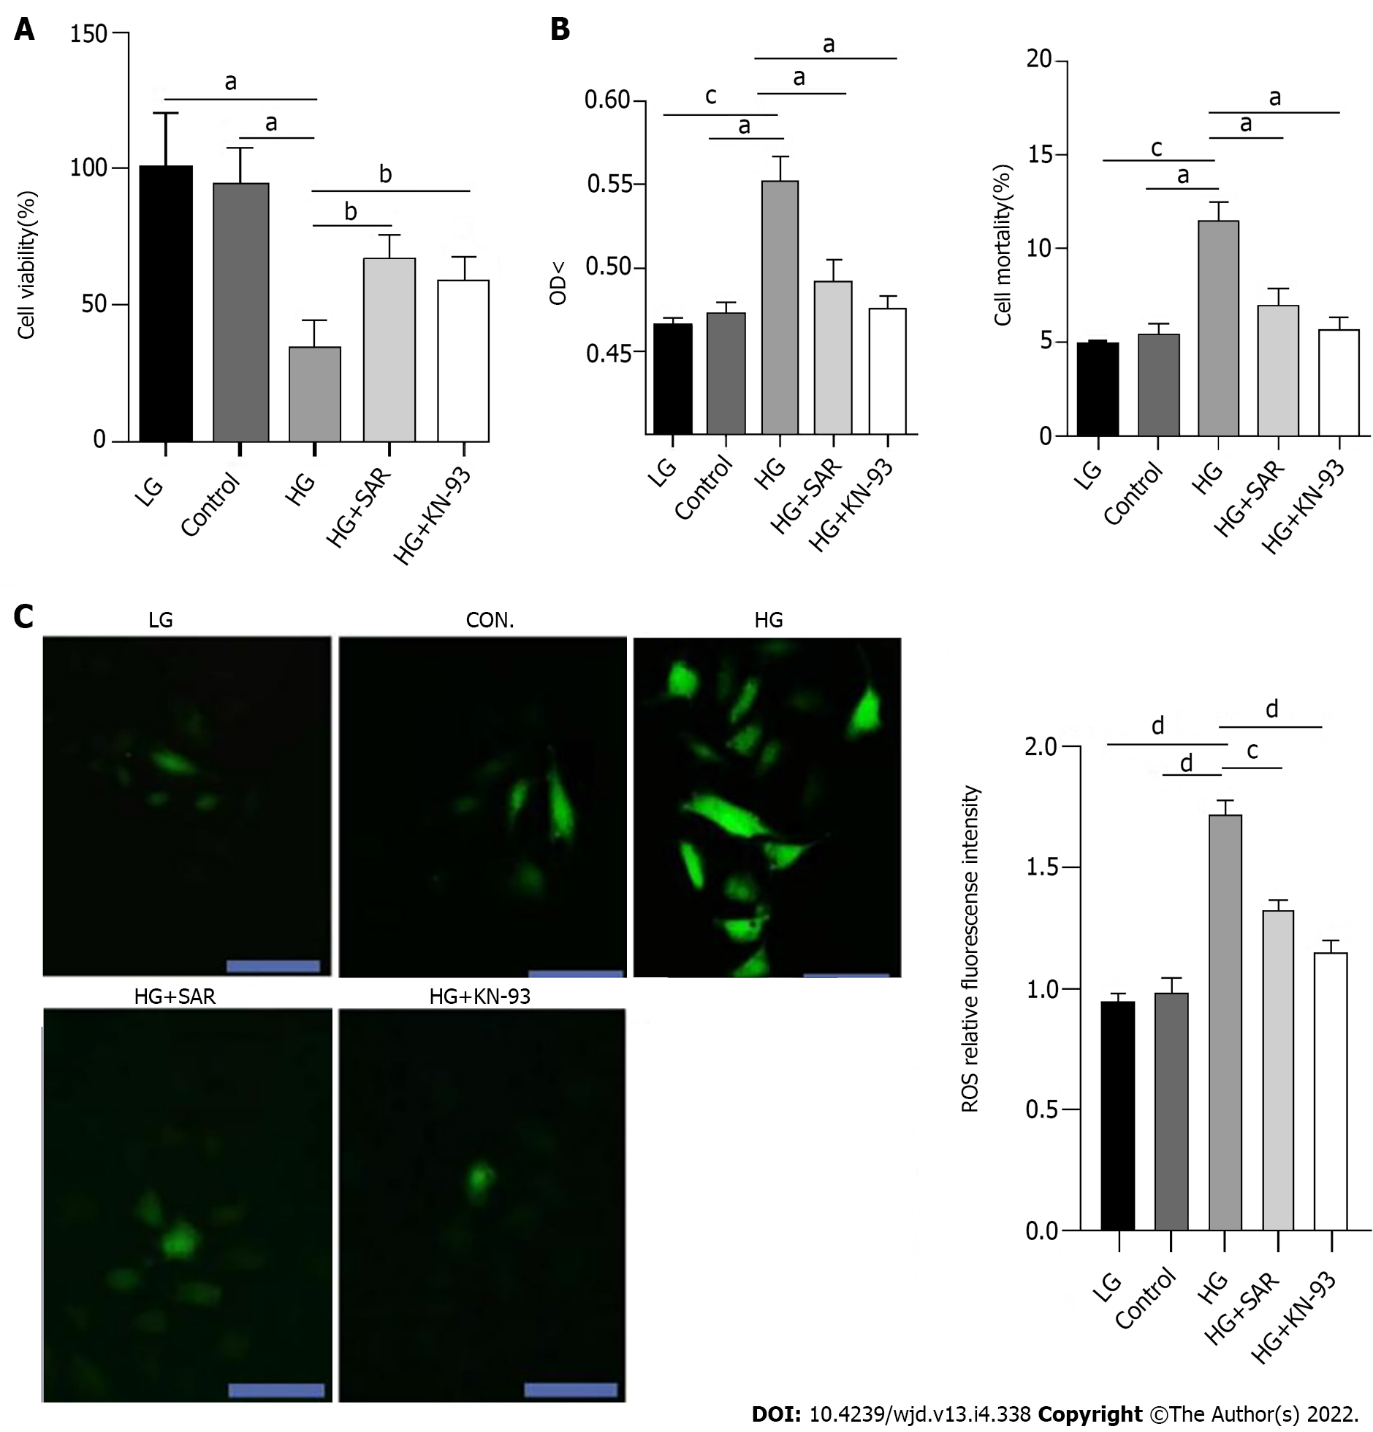 A
150
100
50
0
Cell viability(%)
a
a
b
b
LG
Control
HG
HG+SAR
HG+KN-93
B
0.60
0.55
0.50
0.45
OD<
a
a
c
a
LG
Control
HG
HG+SAR
HG+KN-93
20
15
10
5
0
Cell mortality(%)
a
a
c
a
LG
Control
HG
HG+SAR
HG+KN-93
C
LG
CON.
HG
HG+SAR
HG+KN-93
2.0
1.5
1.0
0.5
0.0
ROS relative fluorescense intensity
d
d
d
c
LG
Control
HG
HG+SAR
HG+KN-93
DOI: 10.4239/wjd.v13.i4.338 Copyright ©The Author(s) 2022.